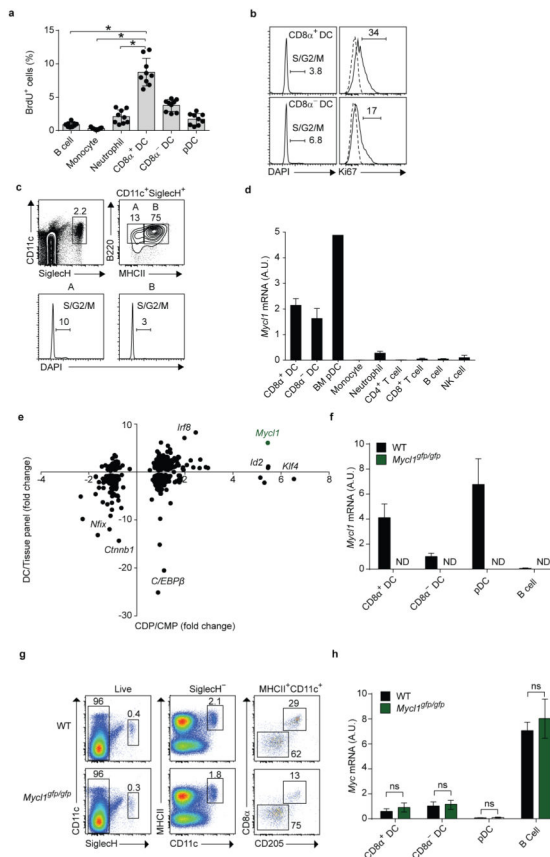 a
BrdU⁺ cells (%)
15
10
5
0
*
*
*
B cell
Monocyte
Neutrophil
CD8α⁺ DC
CD8α⁻ DC
pDC
b
CD8α⁺ DC
S/G2/M
3.8
34
CD8α⁻ DC
S/G2/M
6.8
17
DAPI
Ki67
c
CD11c⁺SiglecH⁺
2.2
A B
13 75
CD11c
SiglecH
B220
MHCII
A B
S/G2/M
10
S/G2/M
3
DAPI
d
Mycl1 mRNA (A.U.)
5
4
3
2
1
0
CD8α⁺ DC
CD8α⁻ DC
BM pDC
Monocyte
Neutrophil
CD4⁺ T cell
CD8⁺ T cell
B cell
NK cell
e
DC/Tissue panel (fold change)
10
-10
-20
-30
-4 -2 2 4 6 8
Irf8
Mycl1
Id2
Klf4
Nfix
Ctnnb1
C/EBPβ
CDP/CMP (fold change)
f
WT
Mycl1gfp/gfp
Mycl1 mRNA (A.U.)
10
8
6
4
2
0
ND ND ND ND
CD8α⁺ DC
CD8α⁻ DC
pDC
B cell
g
Live SiglecH⁻ MHCII⁺CD11c⁺
WT
96
0.4
2.1
29
62
Mycl1gfp/gfp
96
0.3
1.8
13
75
CD11c
SiglecH
MHCII
CD11c
CD8α
CD205
h
WT
Mycl1gfp/gfp
Myc mRNA (A.U.)
10
8
6
4
2
0
ns
ns
ns
ns
CD8α⁺ DC
CD8α⁻ DC
pDC
B Cell